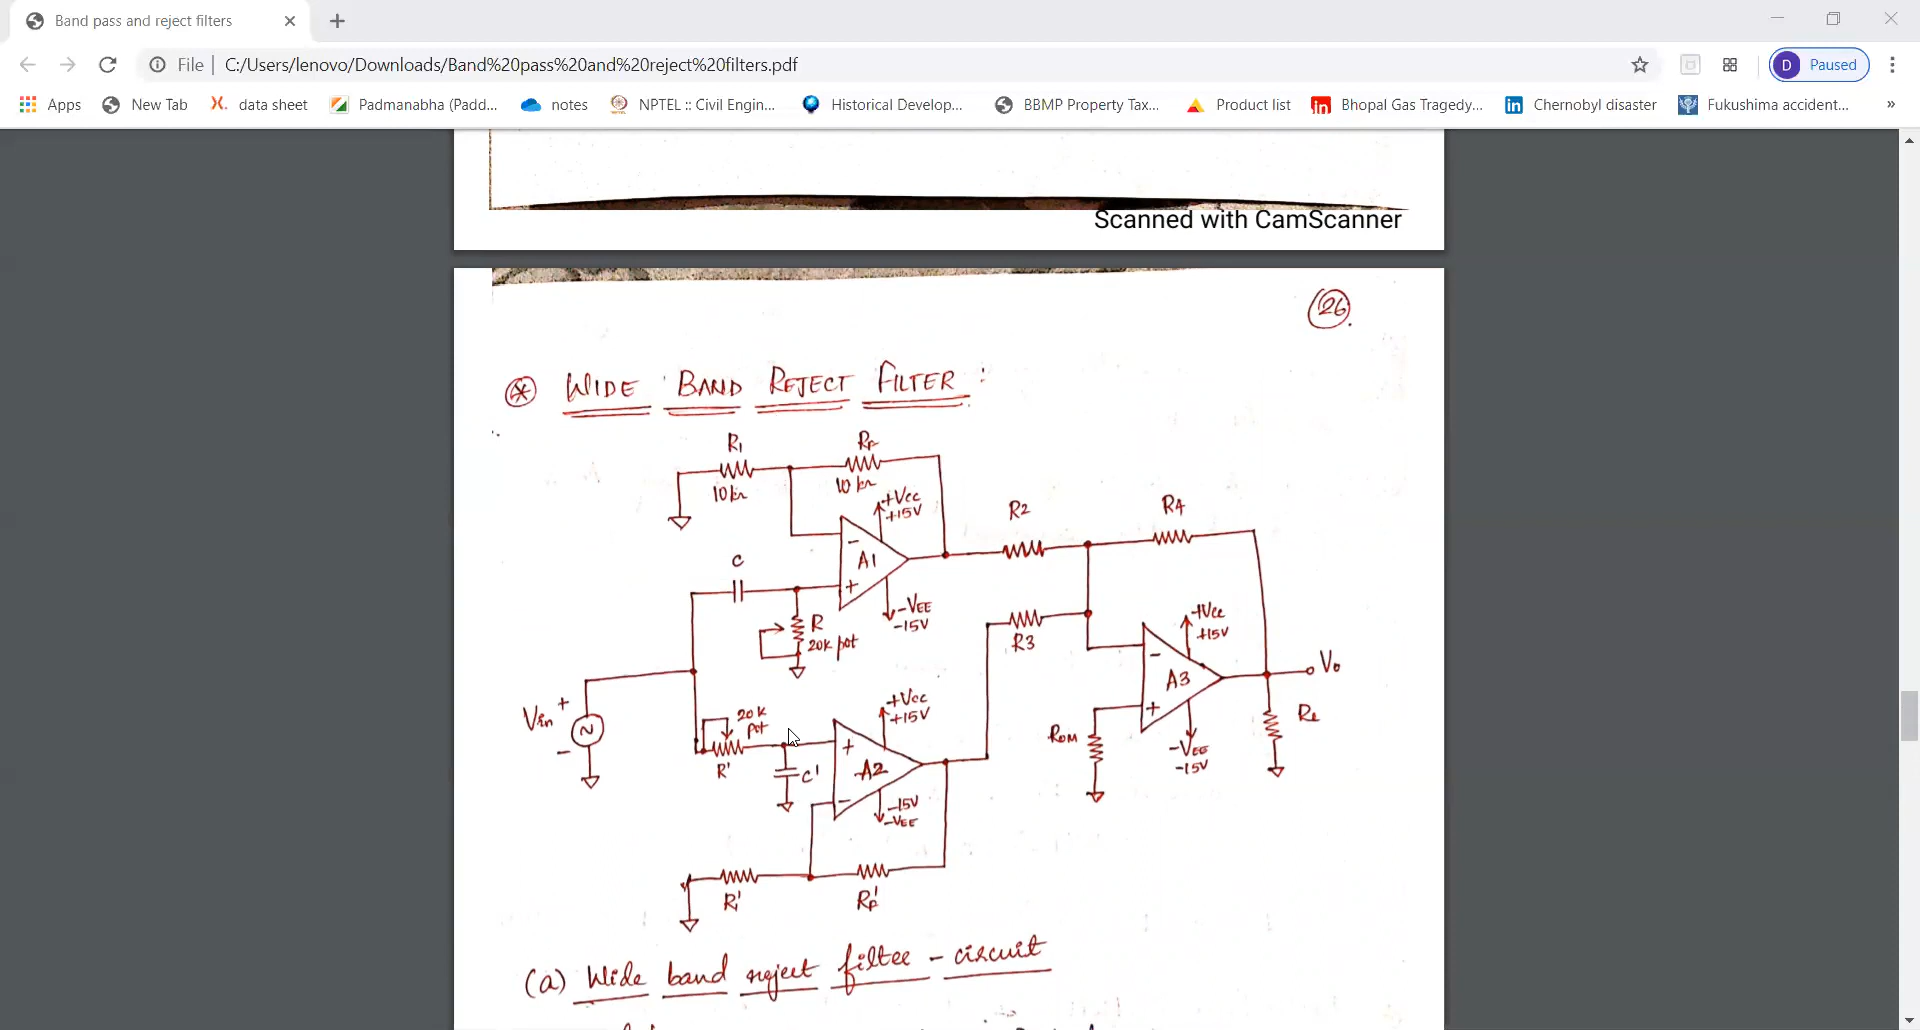 Band pass and reject filters
File | C:/Users/lenovo/Downloads/Band%20pass%20and%20reject%20filters.pdf
D Paused
Apps New Tab X. data sheet Padmanabha (Padd... notes NPTEL :: Civil Engin... Historical Develop... BBMP Property Tax... Product list Bhopal Gas Tragedy,... Chernobyl disaster Fukushima accident... »
Scanned with CamScanner
26.
WIDE BAND REJECT FILTER :
R1 RF
10kΩ 10kΩ
+Vcc
+15V
R2 R4
C A1
-VEE
-15V
R
20k pot
R3
+Vcc
+15V
Vin + -
20K
pot
+Vcc
+15V
A3
Vo
R' C' A2
ROM
-VEE
-15V
RL
-15V
-VEE
R1' RF'
(a) Wide band reject filter - circuit